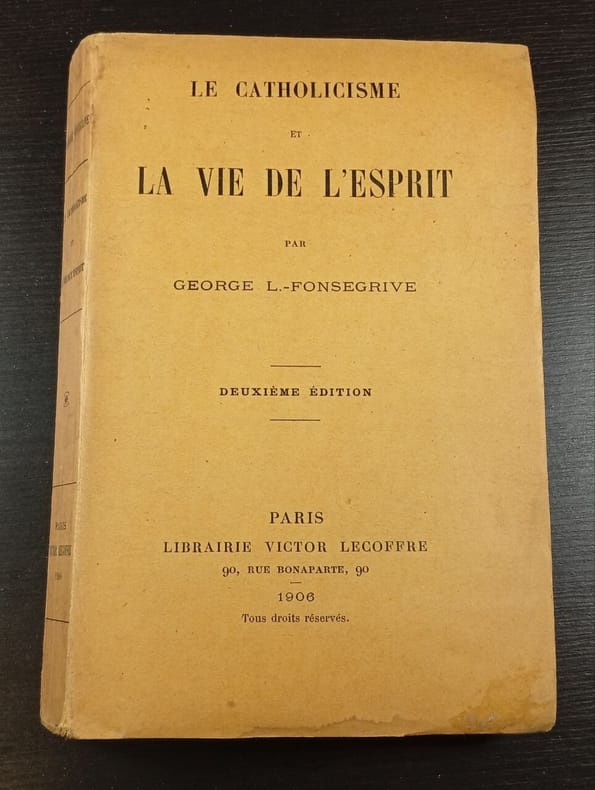 LE CATHOLICISME
ET
LA VIE DE L'ESPRIT
PAR
GEORGE L.-FONSEGRIVE
DEUXIÈME ÉDITION
PARIS
LIBRAIRIE VICTOR LECOFFRE
90, RUE BONAPARTE, 90
1906
Tous droits réservés.
PARIS